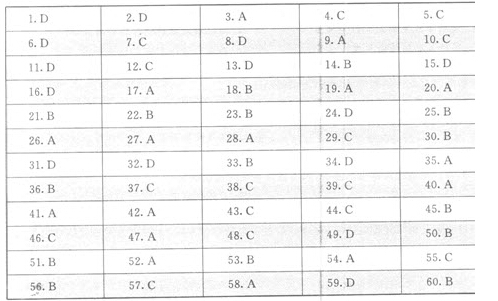 1. D 2. D 3. A 4. C 5. C
6. D 7. C 8. D 9. A 10. C
11. D 12. C 13. D 14. B 15. D
16. D 17. A 18. B 19. A 20. A
21. B 22. B 23. B 24. D 25. B
26. A 27. A 28. A 29. C 30. B
31. D 32. D 33. B 34. D 35. A
36. B 37. C 38. C 39. C 40. A
41. A 42. A 43. C 44. C 45. B
46. C 47. A 48. C 49. D 50. B
51. B 52. A 53. B 54. A 55. C
56. B 57. C 58. A 59. D 60. B